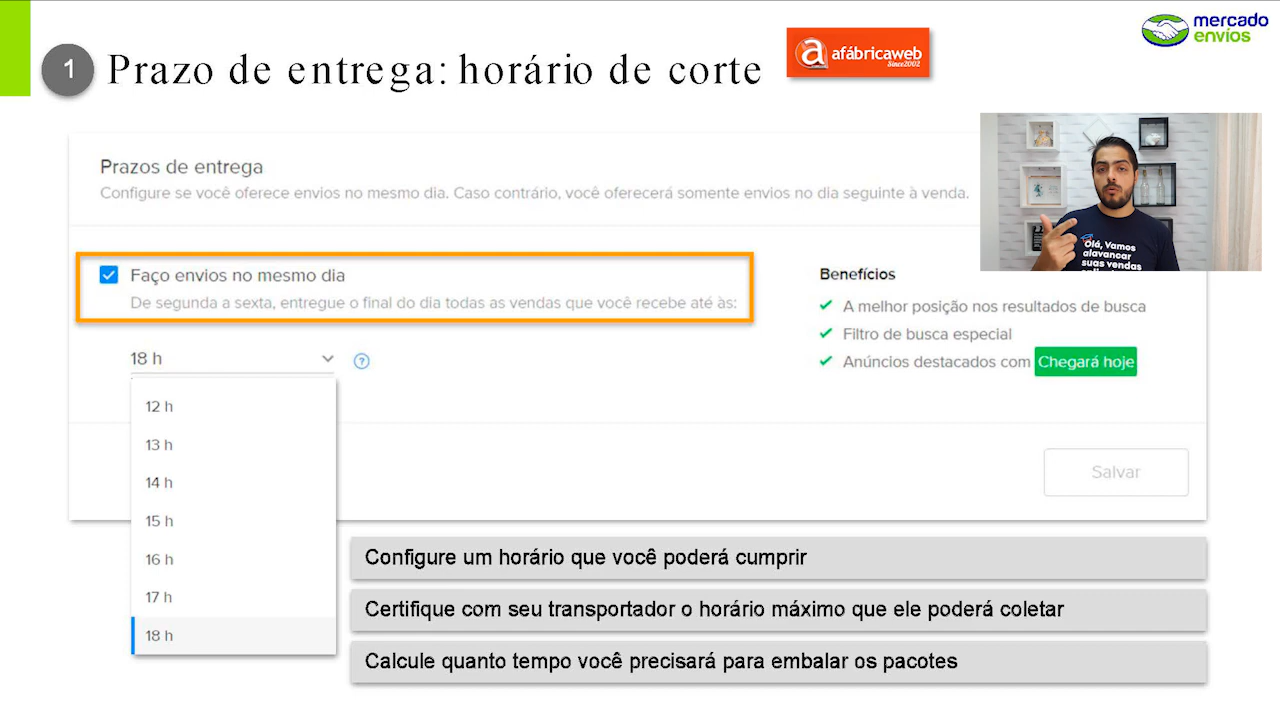 mercado
envíos
1
Prazo de entrega: horário de corte
a
afábricaweb
Since2002
Prazos de entrega
Configure se você oferece envios no mesmo dia. Caso contrário, você oferecerá somente envios no dia seguinte à venda.
Olá, Vamos
alavancar
suas vendas
Faço envios no mesmo dia
De segunda a sexta, entregue o final do dia todas as vendas que você recebe até às:
Benefícios
A melhor posição nos resultados de busca
Filtro de busca especial
Anúncios destacados com Chegará hoje
18 h
?
12 h
13 h
14 h
15 h
16 h
17 h
18 h
Salvar
Configure um horário que você poderá cumprir
Certifique com seu transportador o horário máximo que ele poderá coletar
Calcule quanto tempo você precisará para embalar os pacotes